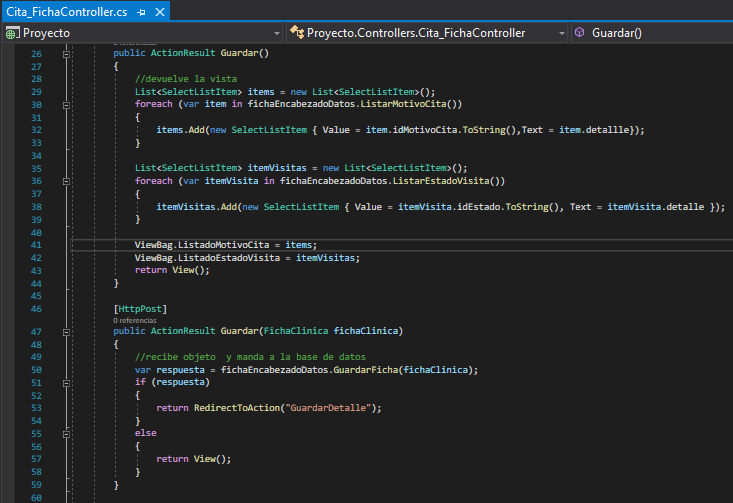 Cita_FichaController.cs
Proyecto
Proyecto.Controllers.Cita_FichaController
Guardar()
0 referencias
26 public ActionResult Guardar()
27 {
28 //devuelve la vista
29 List<SelectListItem> items = new List<SelectListItem>();
30 foreach (var item in fichaEncabezadoDatos.ListarMotivoCita())
31 {
32 items.Add(new SelectListItem { Value = item.idMotivoCita.ToString(),Text = item.detallle});
33 }
34
35 List<SelectListItem> itemVisitas = new List<SelectListItem>();
36 foreach (var itemVisita in fichaEncabezadoDatos.ListarEstadoVisita())
37 {
38 itemVisitas.Add(new SelectListItem { Value = itemVisita.idEstado.ToString(), Text = itemVisita.detalle });
39 }
40
41 ViewBag.ListadoMotivoCita = items;
42 ViewBag.ListadoEstadoVisita = itemVisitas;
43 return View();
44 }
45
46 [HttpPost]
0 referencias
47 public ActionResult Guardar(FichaClinica fichaClinica)
48 {
49 //recibe objeto  y manda a la base de datos
50 var respuesta = fichaEncabezadoDatos.GuardarFicha(fichaClinica);
51 if (respuesta)
52 {
53 return RedirectToAction("GuardarDetalle");
54 }
55 else
56 {
57 return View();
58 }
59 }
60